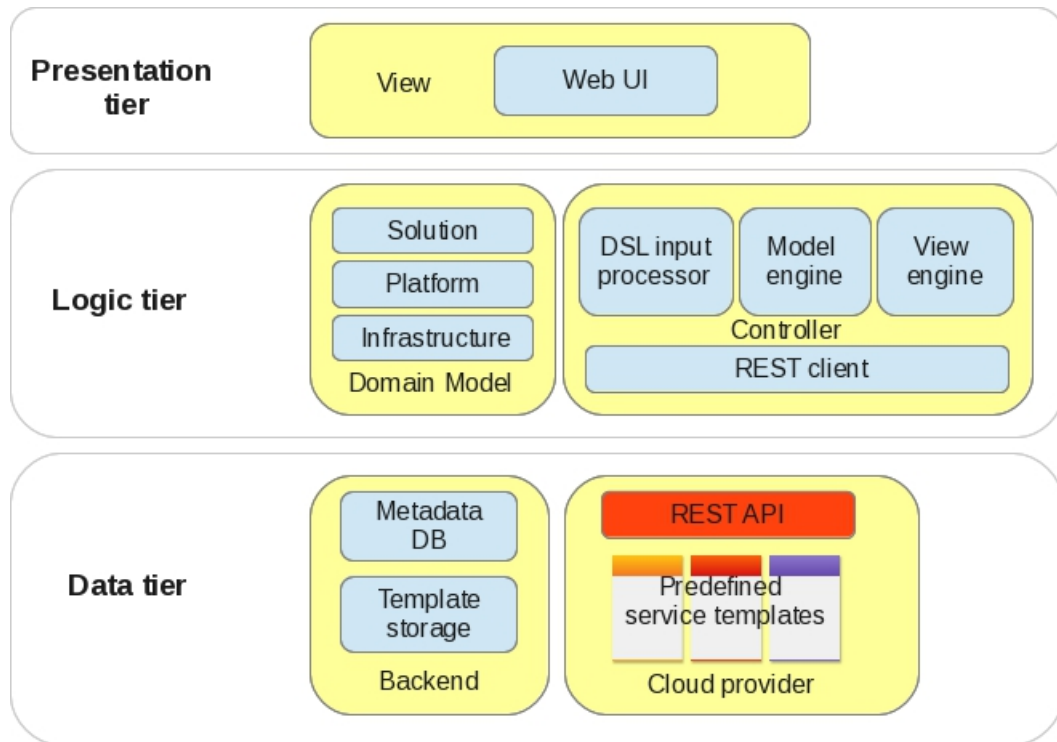 Presentation
tier
View
Web UI
Logic tier
Solution
Platform
Infrastructure
Domain Model
DSL input
processor
Model
engine
View
engine
Controller
REST client
Data tier
Metadata
DB
Template
storage
Backend
REST API
Predefined
service templates
Cloud provider